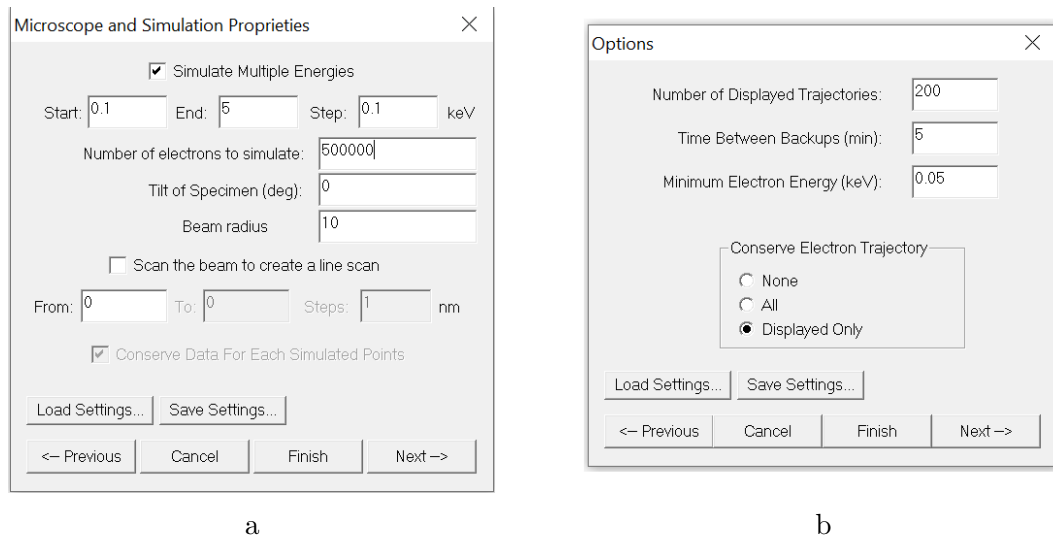 Microscope and Simulation Proprieties
Simulate Multiple Energies
Start: 0.1 End: 5 Step: 0.1 keV
Number of electrons to simulate: 500000
Tilt of Specimen (deg): 0
Beam radius 10
Scan the beam to create a line scan
From: 0 To: 0 Steps: 1 nm
Conserve Data For Each Simulated Points
Load Settings... Save Settings...
<-- Previous Cancel Finish Next -->
a
Options
Number of Displayed Trajectories: 200
Time Between Backups (min): 5
Minimum Electron Energy (keV): 0.05
Conserve Electron Trajectory
None
All
Displayed Only
Load Settings... Save Settings...
<-- Previous Cancel Finish Next -->
b